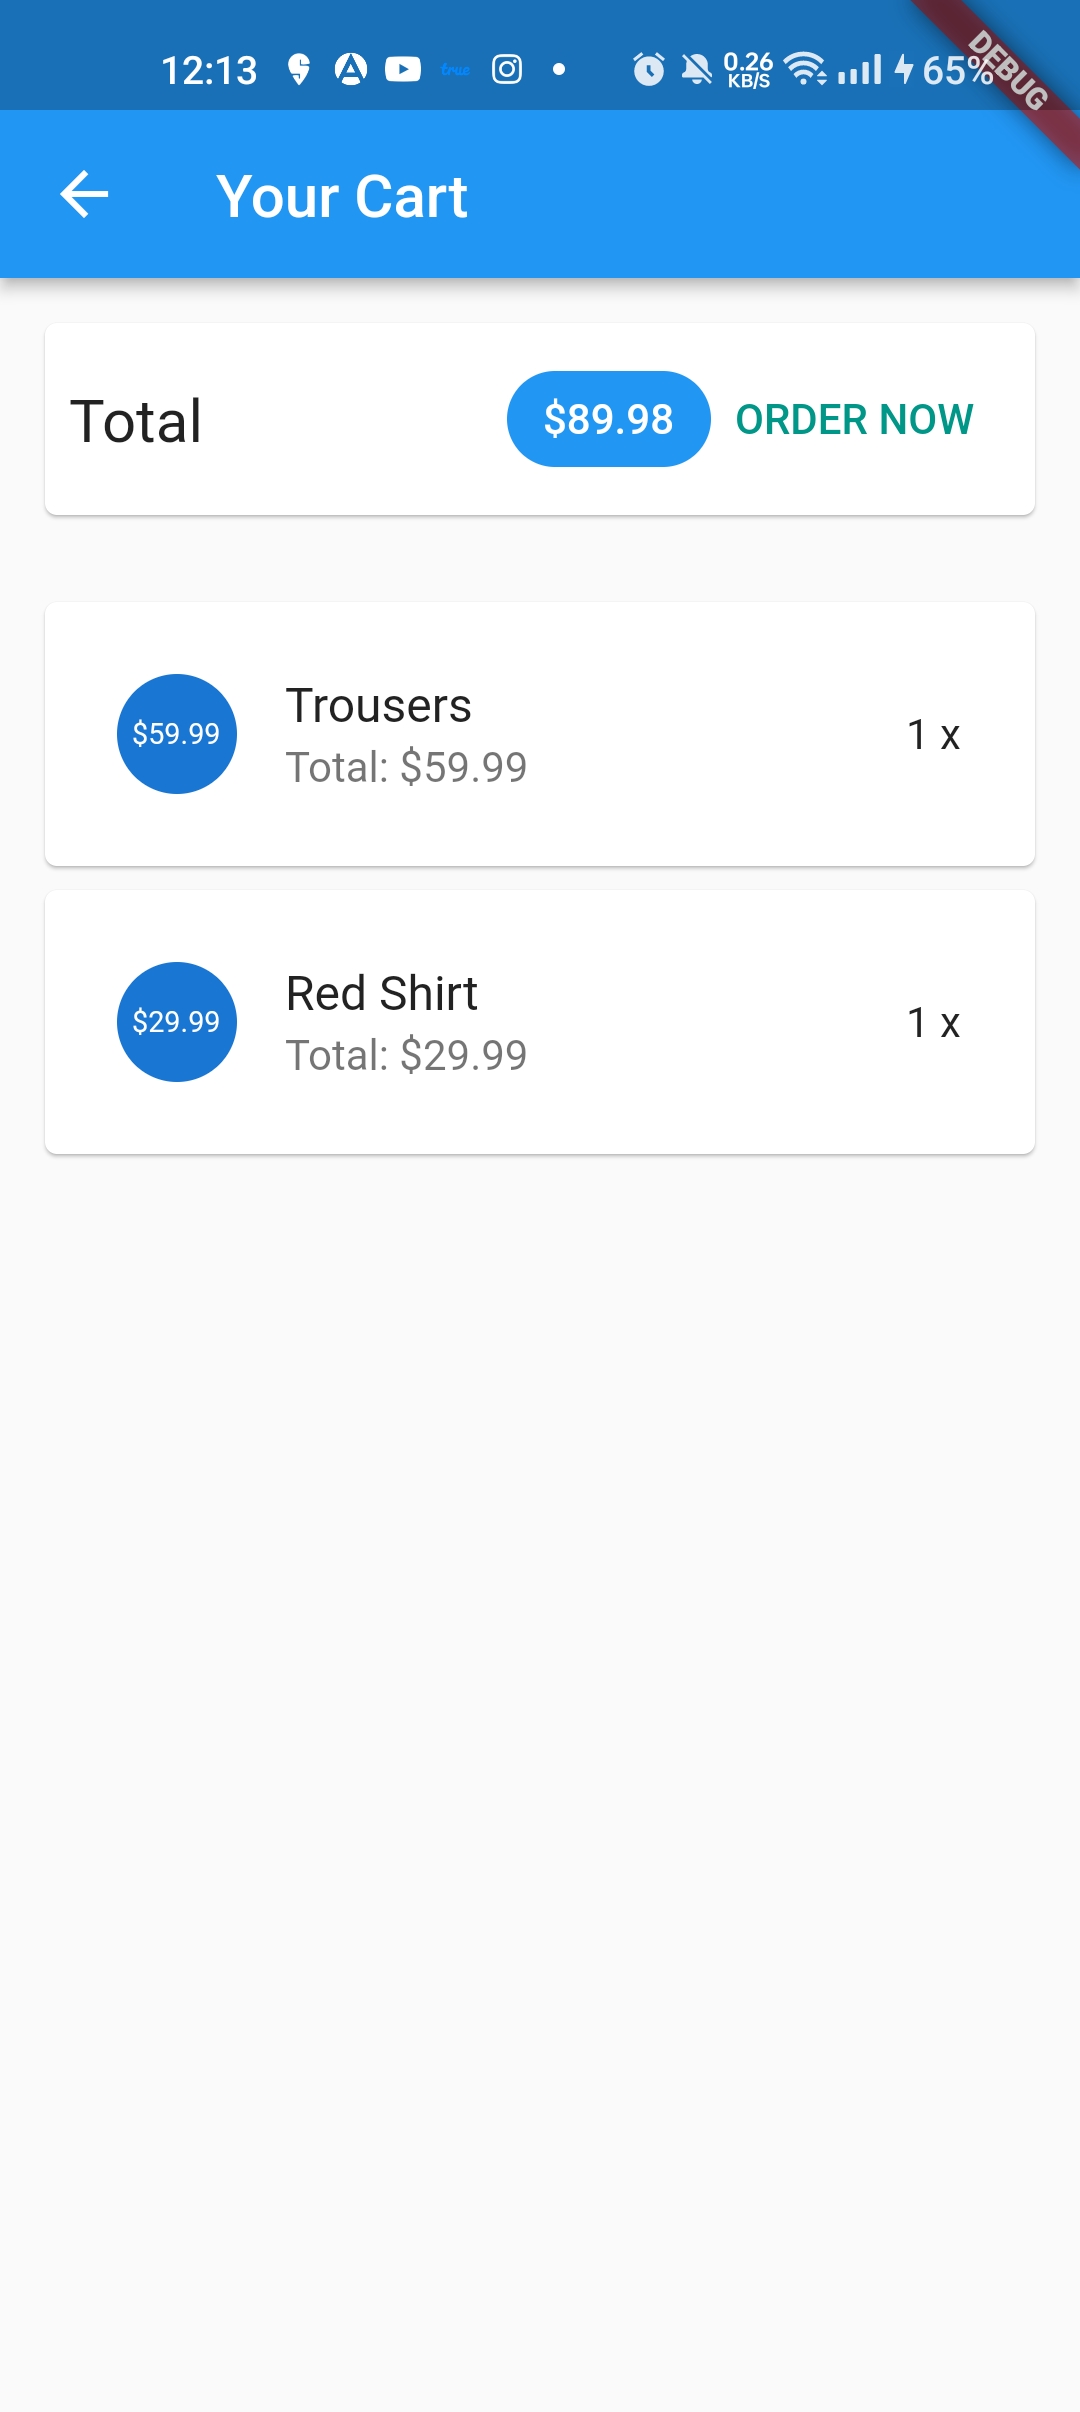 12:13 true 0.26 KB/S 65%
DEBUG
Your Cart
Total $89.98 ORDER NOW
$59.99 Trousers 1 x
Total: $59.99
$29.99 Red Shirt 1 x
Total: $29.99